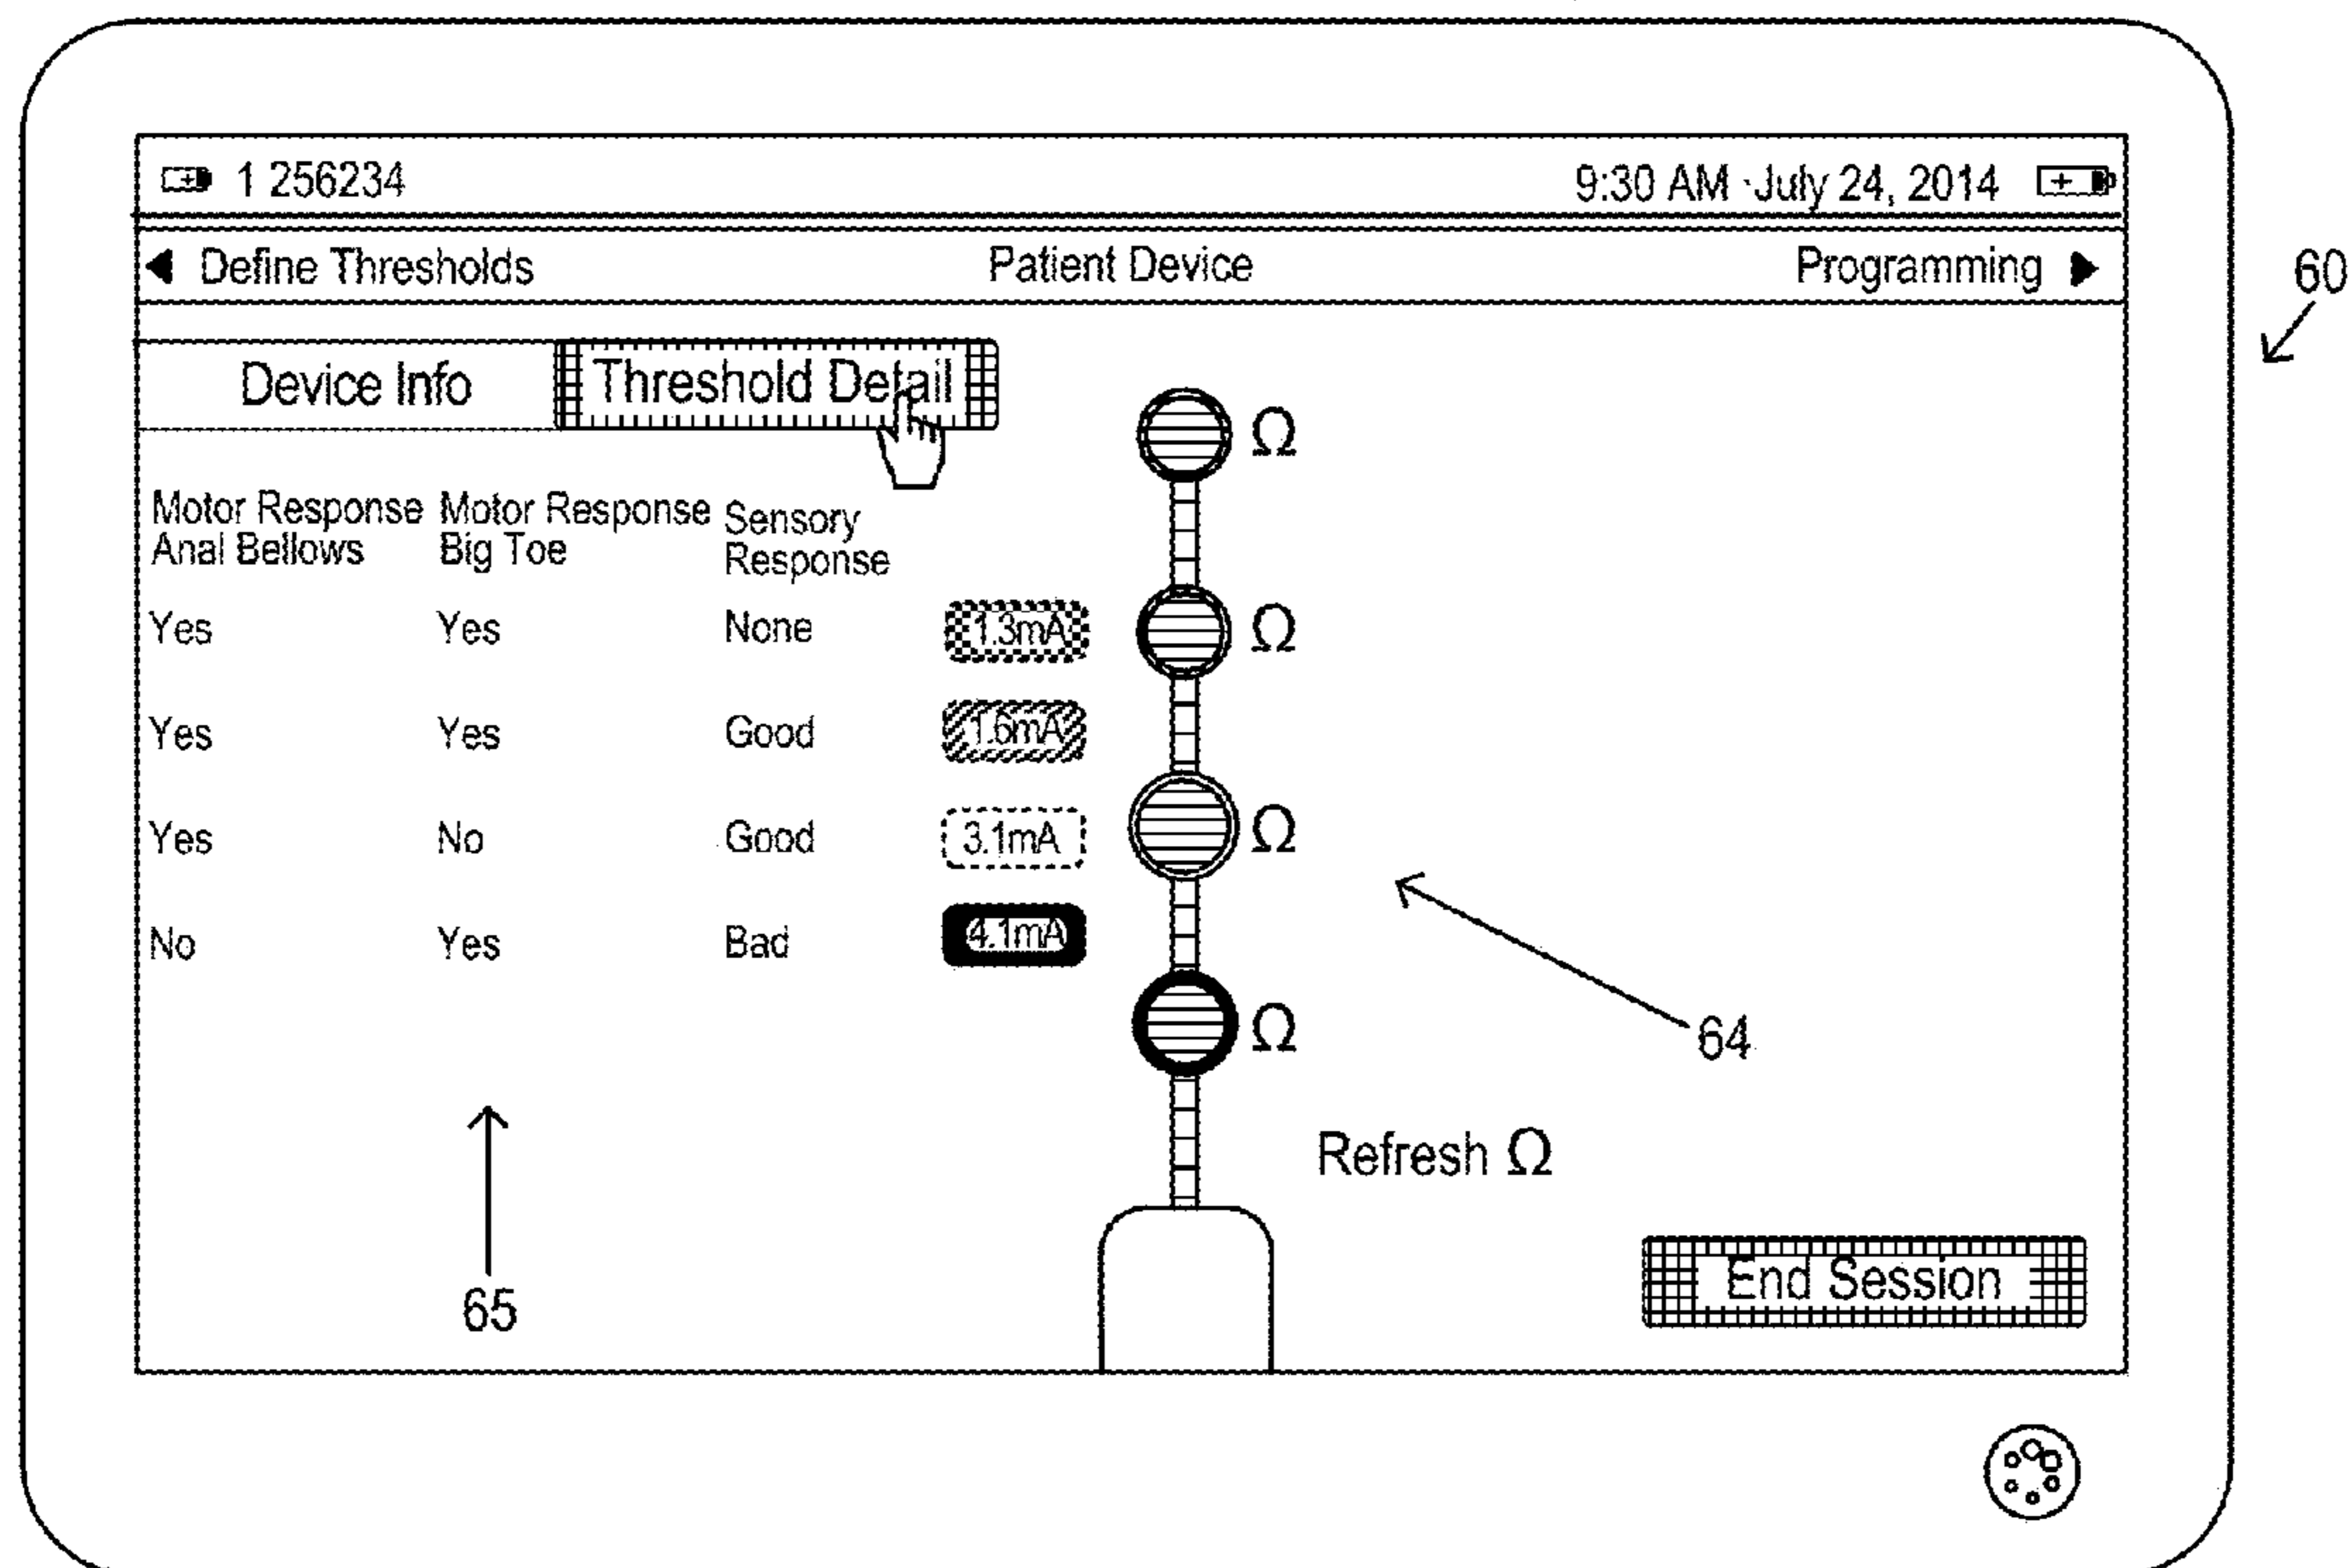 1 256234 9:30 AM · July 24, 2014
Define Thresholds Patient Device Programming
60
Device Info Threshold Detail
Ω
Motor Response Anal Bellows Motor Response Big Toe Sensory Response
Yes Yes None 1.3mA Ω
Yes Yes Good 1.6mA
Yes No Good 3.1mA Ω
No Yes Bad 4.1mA
Ω
64
Refresh Ω
65
End Session